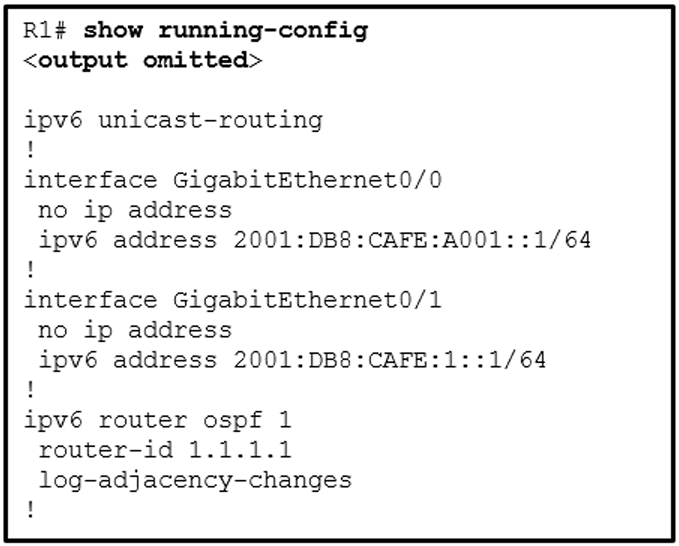 R1# show running-config
<output omitted>
ipv6 unicast-routing
!
interface GigabitEthernet0/0
no ip address
ipv6 address 2001:DB8:CAFE:A001::1/64
!
interface GigabitEthernet0/1
no ip address
ipv6 address 2001:DB8:CAFE:1::1/64
!
ipv6 router ospf 1
router-id 1.1.1.1
log-adjacency-changes
!